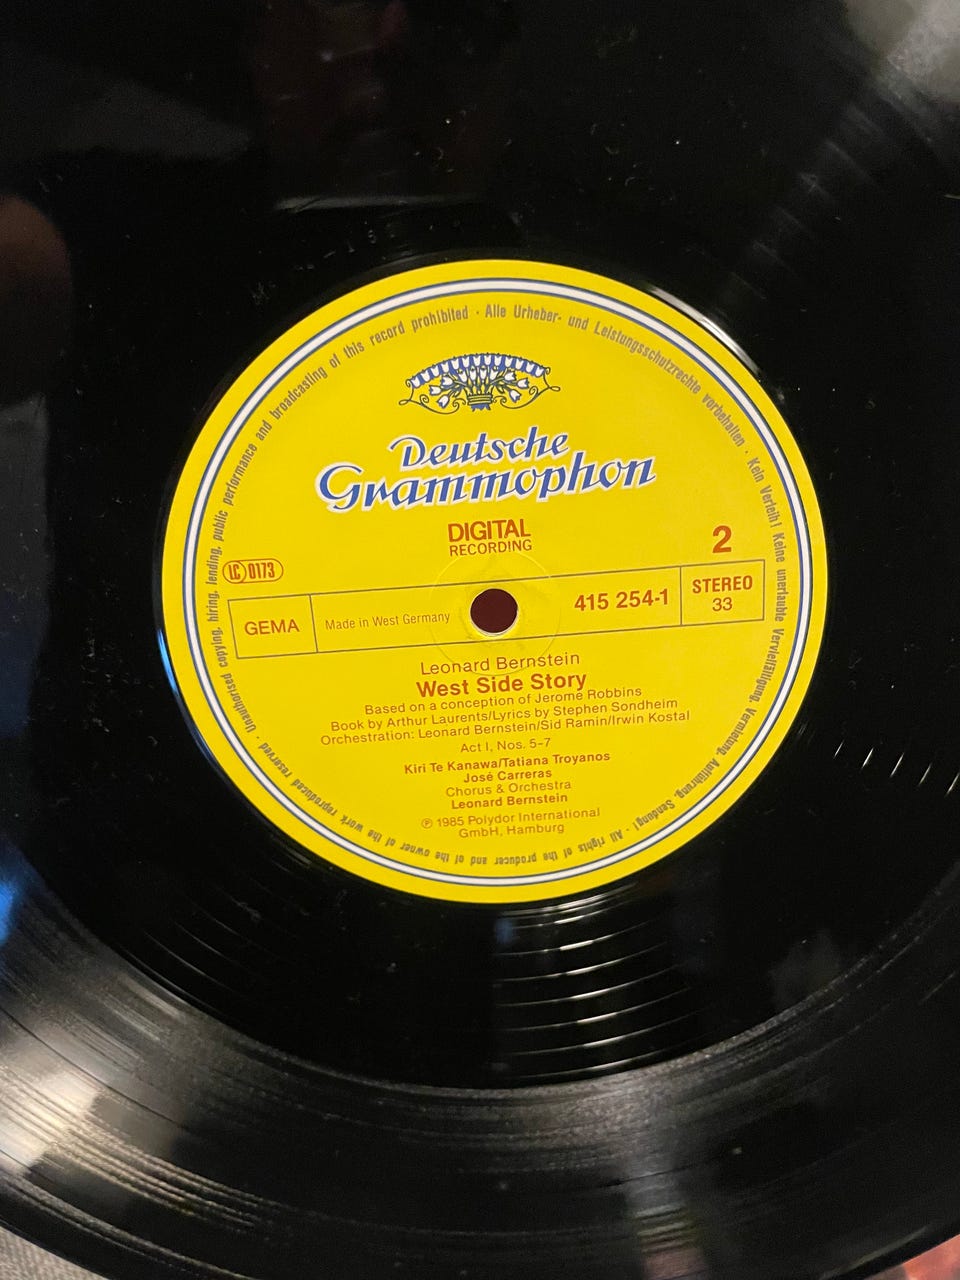 Alle Urheber- und Leistungsschutzrechte vorbehalten · Kein Verleih! Keine unerlaubte Vervielfältigung, Vermietung, Aufführung, Sendung! · All rights of the producer and of the owner of the work reproduced reserved · Unauthorised copying, hiring, lending, public performance and broadcasting of this record prohibited ·
Deutsche
Grammophon
DIGITAL
RECORDING
2
LC 0173
GEMA
Made in West Germany
415 254-1
STEREO
33
Leonard Bernstein
West Side Story
Based on a conception of Jerome Robbins
Book by Arthur Laurents/Lyrics by Stephen Sondheim
Orchestration: Leonard Bernstein/Sid Ramin/Irwin Kostal
Act I, Nos. 5-7
Kiri Te Kanawa/Tatiana Troyanos
José Carreras
Chorus & Orchestra
Leonard Bernstein
℗ 1985 Polydor International
GmbH, Hamburg